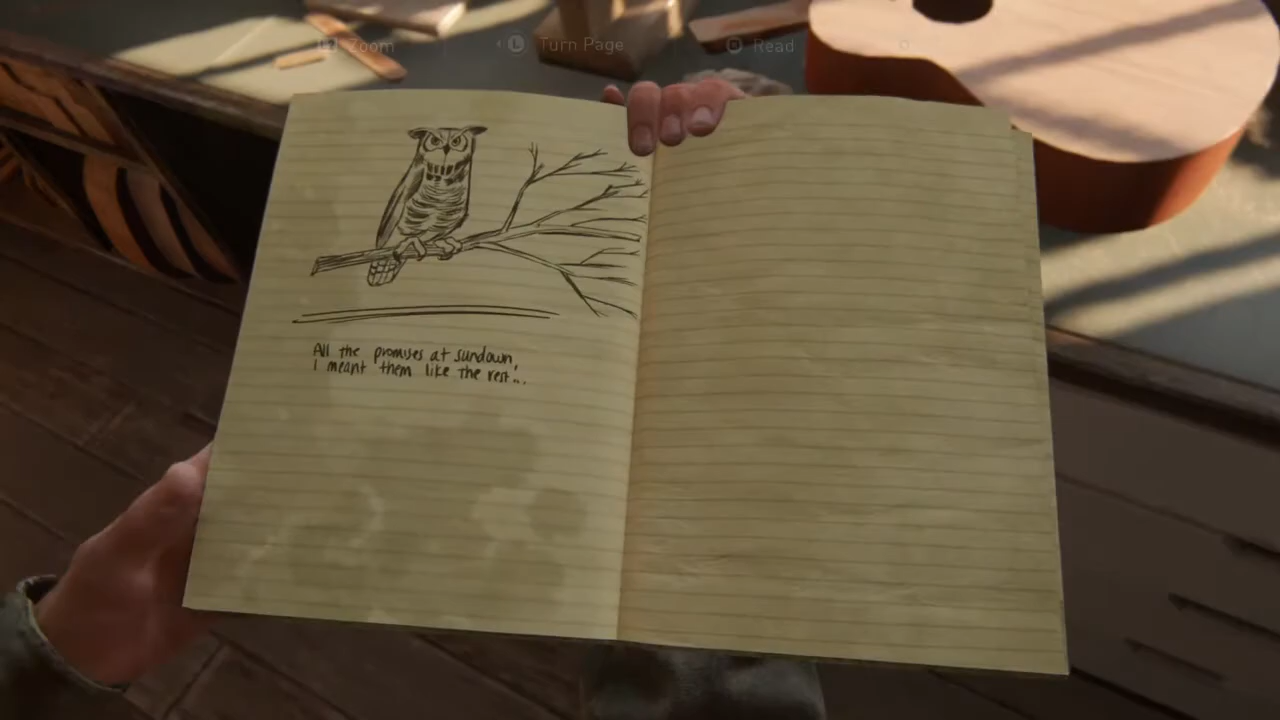 Zoom
Turn Page
Read
All the promises at sundown,
I meant them like the rest...